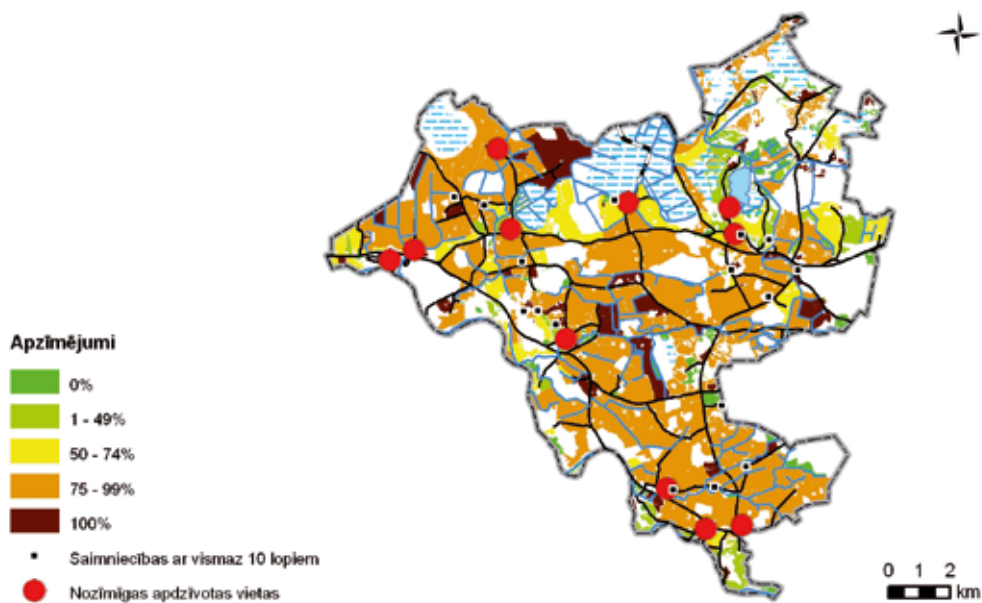 Apzīmējumi
0%
1 - 49%
50 - 74%
75 - 99%
100%
Saimniecības ar vismaz 10 lopiem
Nozīmīgas apdzīvotas vietas
0 1 2
km